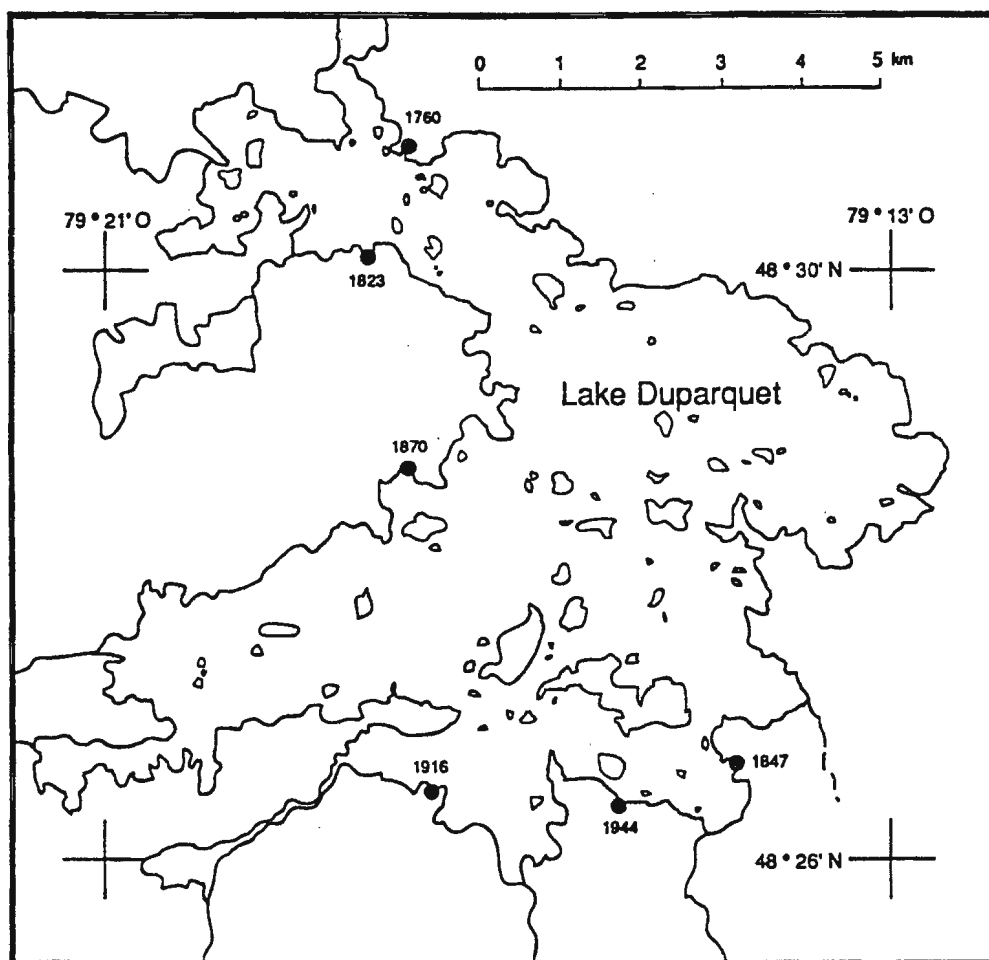 0 1 2 3 4 5 km
1760
79° 21' O
79° 13' O
1823
48° 30' N
Lake Duparquet
1870
1916
1847
1944
48° 26' N